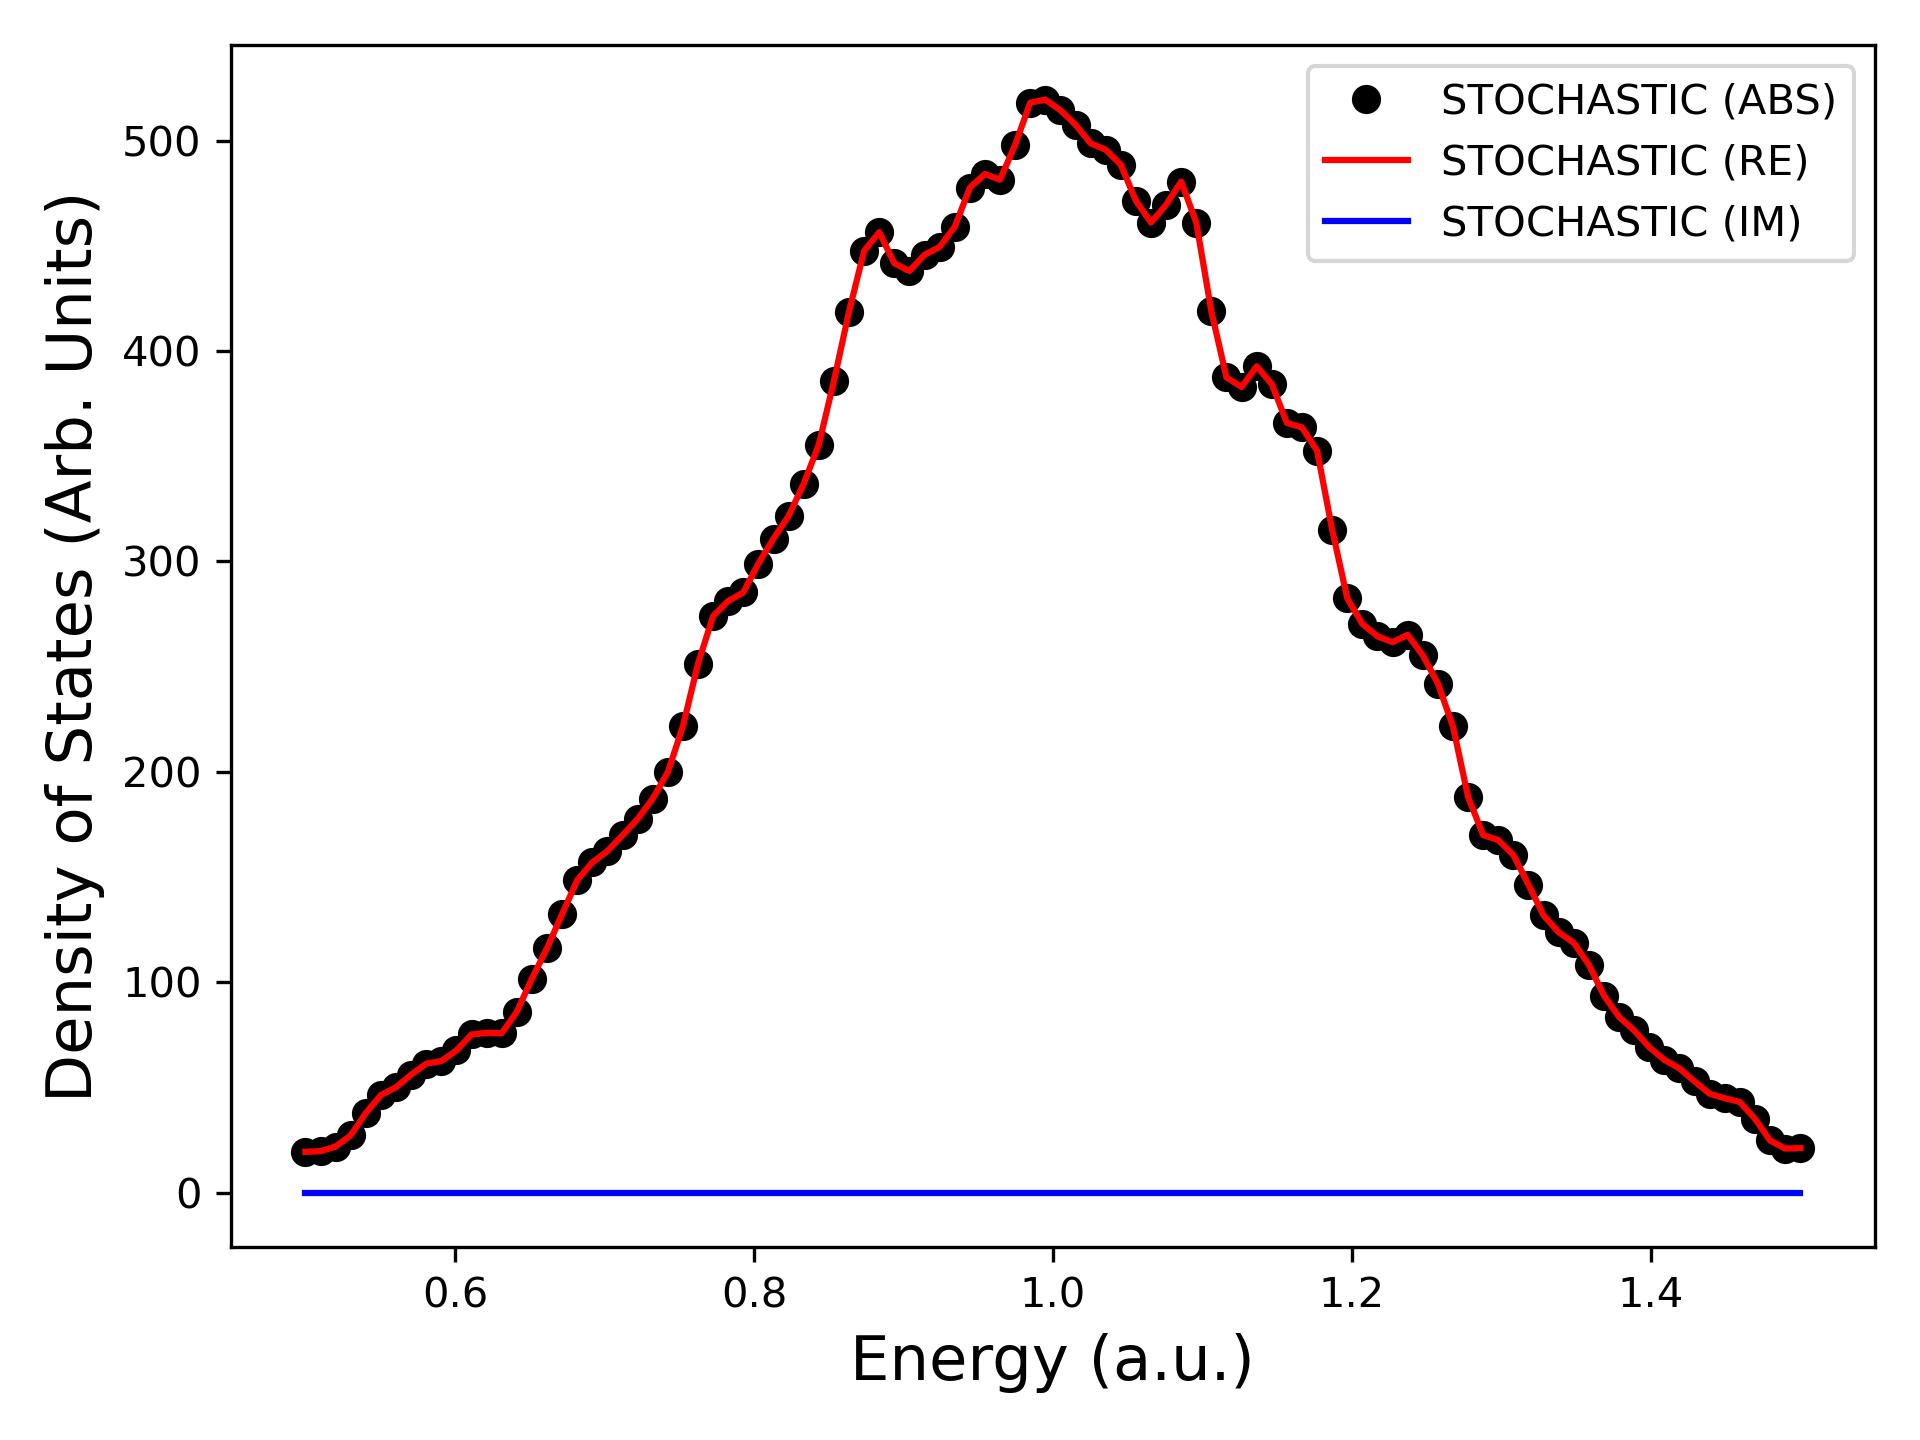 STOCHASTIC (ABS)
STOCHASTIC (RE)
STOCHASTIC (IM)
Density of States (Arb. Units)
500
400
300
200
100
0
0.6 0.8 1.0 1.2 1.4
Energy (a.u.)